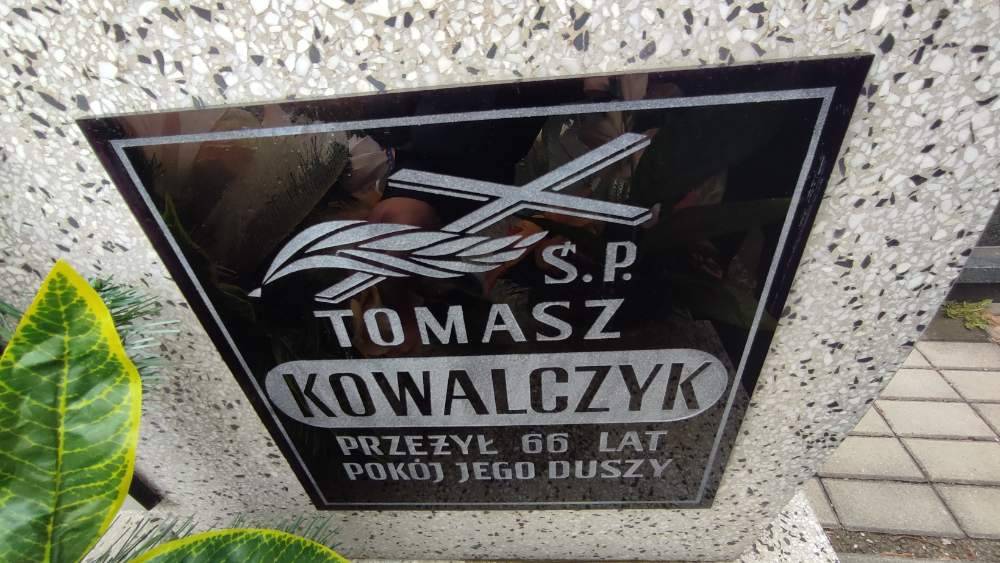 Ś.P.
TOMASZ
KOWALCZYK
PRZEŻYŁ 66 LAT
POKÓJ JEGO DUSZY